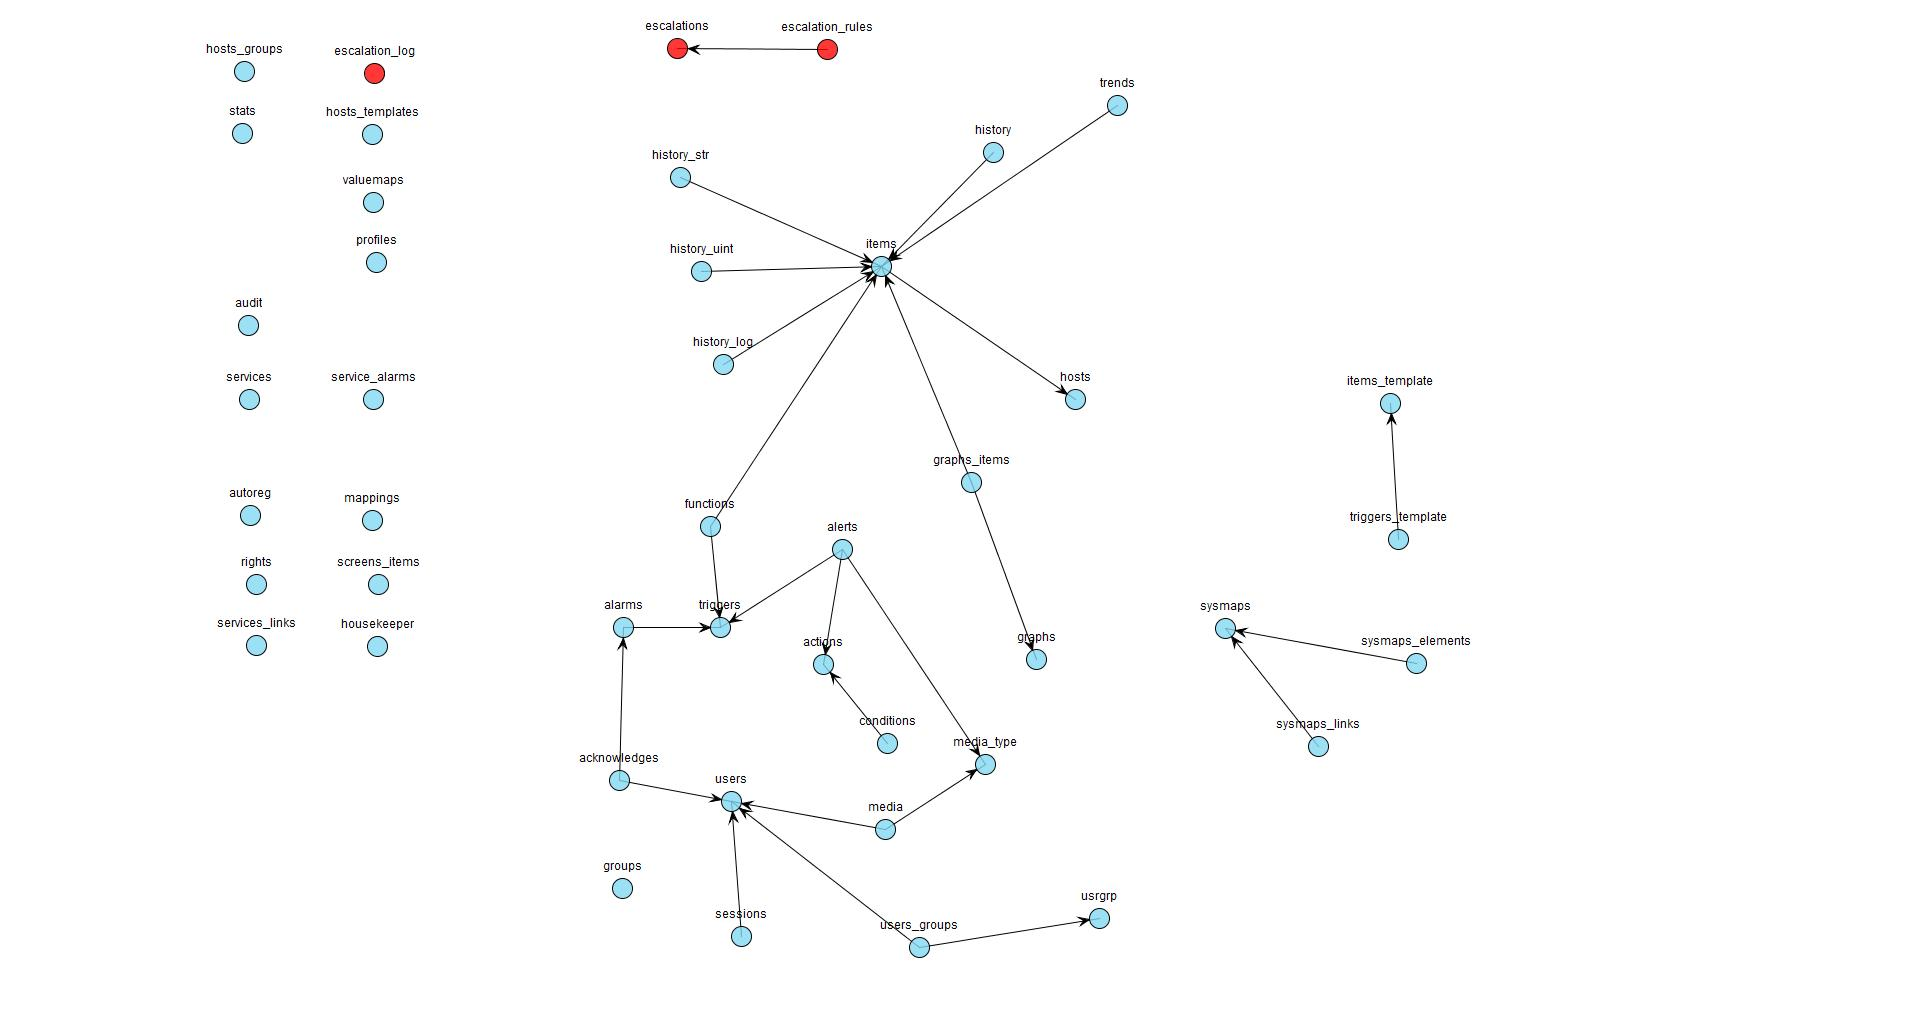 escalations
escalation_rules
hosts_groups
escalation_log
trends
stats
hosts_templates
history
history_str
valuemaps
profiles
items
history_uint
audit
history_log
services
service_alarms
hosts
items_template
graphs_items
autoreg
mappings
functions
triggers_template
alerts
rights
screens_items
alarms
triggers
sysmaps
services_links
housekeeper
actions
graphs
sysmaps_elements
conditions
sysmaps_links
media_type
acknowledges
users
media
groups
usrgrp
sessions
users_groups